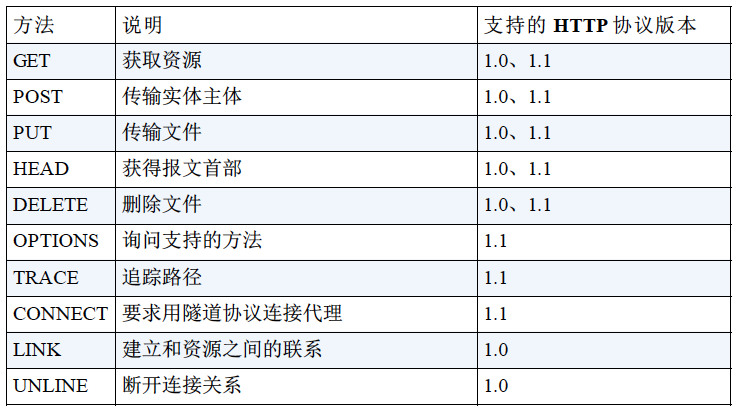 方法 说明 支持的 HTTP 协议版本
GET 获取资源 1.0、1.1
POST 传输实体主体 1.0、1.1
PUT 传输文件 1.0、1.1
HEAD 获得报文首部 1.0、1.1
DELETE 删除文件 1.0、1.1
OPTIONS 询问支持的方法 1.1
TRACE 追踪路径 1.1
CONNECT 要求用隧道协议连接代理 1.1
LINK 建立和资源之间的联系 1.0
UNLINE 断开连接关系 1.0